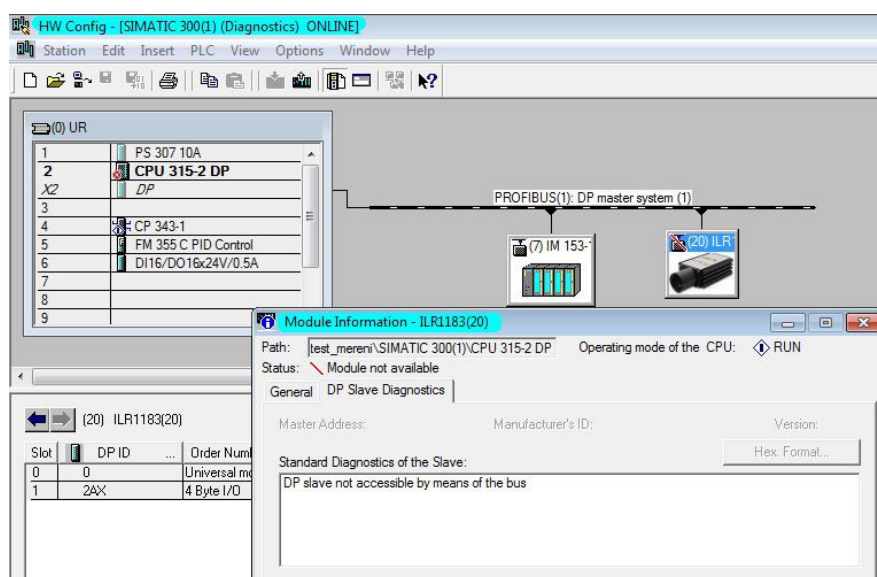 HW Config - [SIMATIC 300(1) (Diagnostics) ONLINE]
Station Edit Insert PLC View Options Window Help
(0) UR
1 PS 307 10A
2 CPU 315-2 DP
X2 DP
3
4 CP 343-1
5 FM 355 C PID Control
6 DI16/DO16x24V/0.5A
7
8
9
PROFIBUS(1): DP master system (1)
(7) IM 153-
(20) ILR
Module Information - ILR1183(20)
Path: test_mereni\SIMATIC 300(1)\CPU 315-2 DP Operating mode of the CPU: RUN
Status: Module not available
General DP Slave Diagnostics
Master Address: Manufacturer's ID: Version:
Hex. Format...
Standard Diagnostics of the Slave:
DP slave not accessible by means of the bus
(20) ILR1183(20)
Slot DP ID ... Order Num
0 0 Universal mo
1 2AX 4 Byte I/O